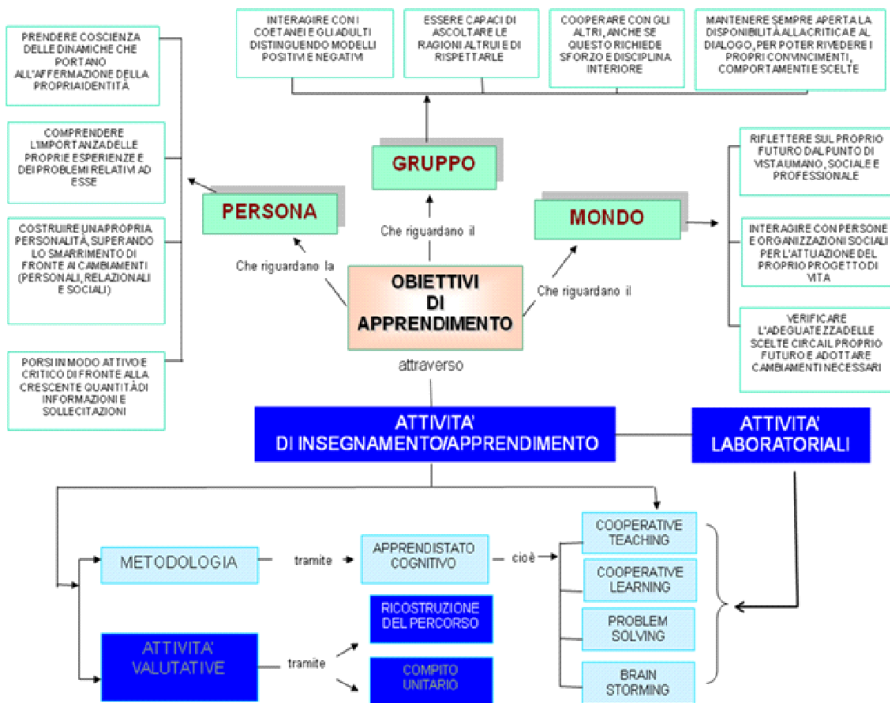 PRENDERE COSCIENZA
DELLE DINAMICHE CHE
PORTANO
ALL'AFFERMAZIONE DELLA
PROPRIA IDENTITÀ
INTERAGIRE CON I
COETANEI E GLI ADULTI
DISTINGUENDO MODELLI
POSITIVI E NEGATIVI
ESSERE CAPACI DI
ASCOLTARE LE
RAGIONI ALTRUI E DI
RISPETTARLE
COOPERARE CON GLI
ALTRI, ANCHE SE
QUESTO RICHIEDE
SFORZO E DISCIPLINA
INTERIORE
MANTENERE SEMPRE APERTA LA
DISPONIBILITÀ ALLA CRITICA E AL
DIALOGO, PER POTER RIVEDERE I
PROPRI CONVINCIMENTI,
COMPORTAMENTI E SCELTE
COMPRENDERE
L'IMPORTANZA DELLE
PROPRIE ESPERIENZE E
DEI PROBLEMI RELATIVI AD
ESSE
GRUPPO
RIFLETTERE SUL PROPRIO
FUTURO DAL PUNTO DI
VISTA UMANO, SOCIALE E
PROFESSIONALE
PERSONA
MONDO
COSTRUIRE UNA PROPRIA
PERSONALITÀ, SUPERANDO
LO SMARRIMENTO DI
FRONTE AI CAMBIAMENTI
(PERSONALI, RELAZIONALI
E SOCIALI)
Che riguardano il
Che riguardano la
Che riguardano il
INTERAGIRE CON PERSONE
E ORGANIZZAZIONI SOCIALI
PER L'ATTUAZIONE DEL
PROPRIO PROGETTO DI
VITA
OBIETTIVI
DI
APPRENDIMENTO
VERIFICARE
L'ADEGUATEZZA DELLE
SCELTE CIRCA IL PROPRIO
FUTURO E ADOTTARE
CAMBIAMENTI NECESSARI
PORSI IN MODO ATTIVO E
CRITICO DI FRONTE ALLA
CRESCENTE QUANTITÀ DI
INFORMAZIONI E
SOLLECITAZIONI
attraverso
ATTIVITA'
DI INSEGNAMENTO/APPRENDIMENTO
ATTIVITA'
LABORATORIALI
METODOLOGIA
tramite
APPRENDISTATO
COGNITIVO
cioè
COOPERATIVE
TEACHING
COOPERATIVE
LEARNING
PROBLEM
SOLVING
BRAIN
STORMING
ATTIVITA'
VALUTATIVE
tramite
RICOSTRUZIONE
DEL PERCORSO
COMPITO
UNITARIO